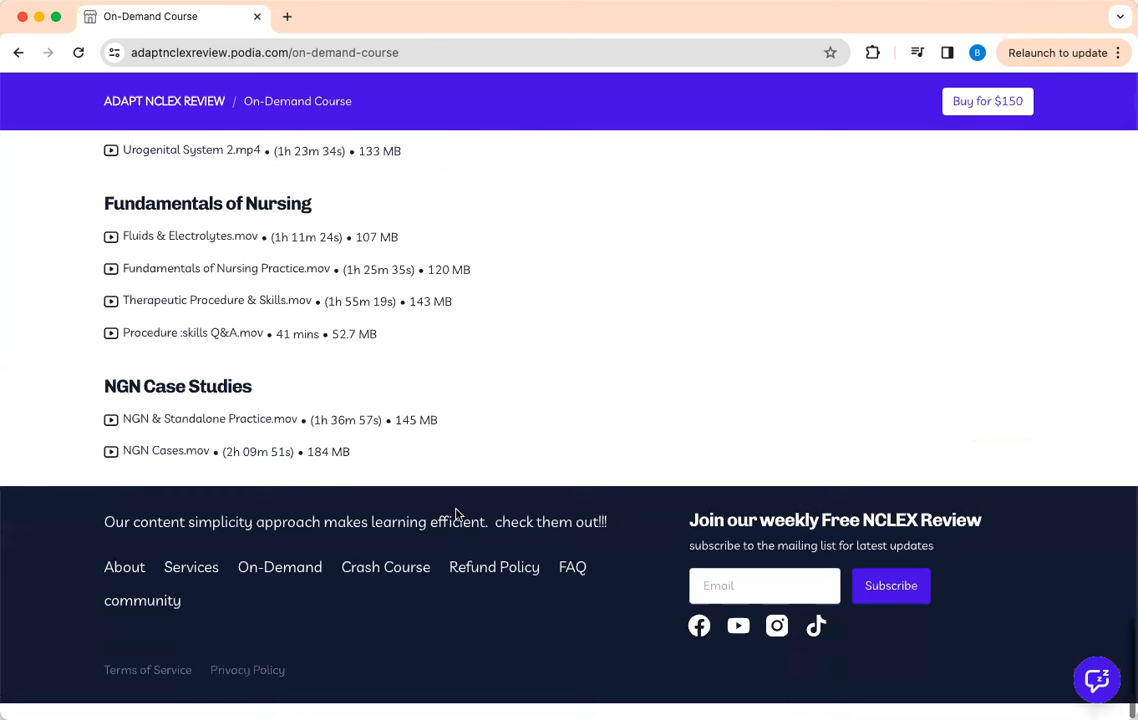 On-Demand Course
adaptnclexreview.podia.com/on-demand-course
B
Relaunch to update
ADAPT NCLEX REVIEW / On-Demand Course
Buy for $150
Urogental System 2.mp4 • (1h 23m 34s) • 133 MB
Fundamentals of Nursing
Fluids & Electrolytes.mov • (1h 11m 24s) • 107 MB
Fundamentals of Nursing Practice.mov • (1h 25m 35s) • 120 MB
Therapeutic Procedure & Skills.mov • (1h 55m 19s) • 143 MB
Procedure :skills Q&A.mov • 41 mins • 52.7 MB
NGN Case Studies
NGN & Standalone Practice.mov • (1h 36m 57s) • 145 MB
NGN Cases.mov • (2h 09m 51s) • 184 MB
Our content simplicity approach makes learning efficient. check them out!!!
About Services On-Demand Crash Course Refund Policy FAQ
community
Terms of Service Privacy Policy
Join our weekly Free NCLEX Review
subscribe to the mailing list for latest updates
Email
Subscribe